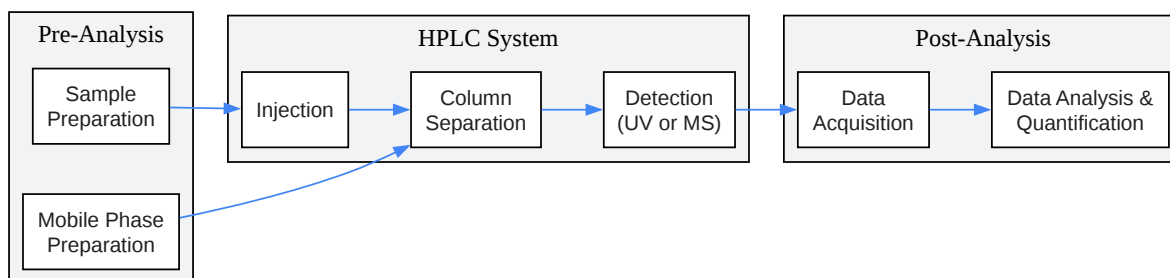 Pre-Analysis
Sample
Preparation
Mobile Phase
Preparation
HPLC System
Injection
Column
Separation
Detection
(UV or MS)
Post-Analysis
Data
Acquisition
Data Analysis &
Quantification